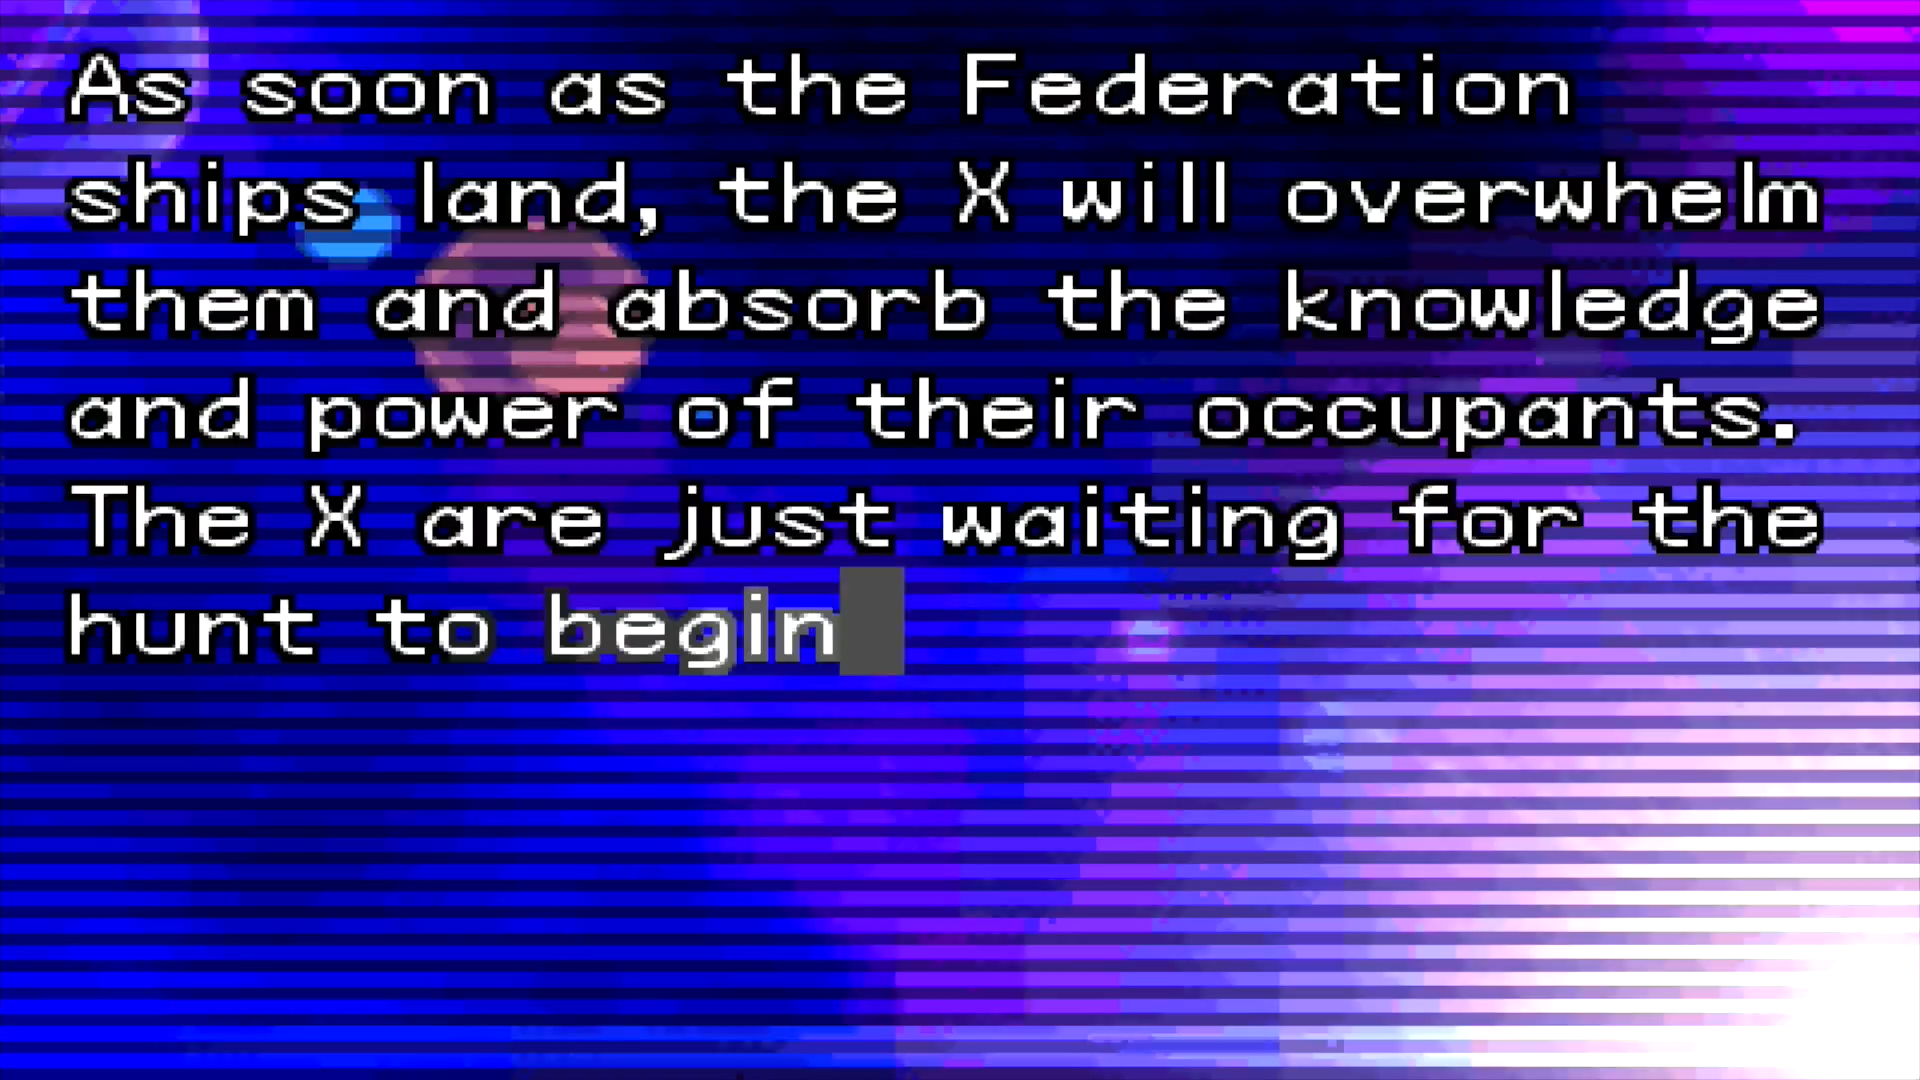 As soon as the Federation
ships land, the X will overwhelm
them and absorb the knowledge
and power of their occupants.
The X are just waiting for the
hunt to begin